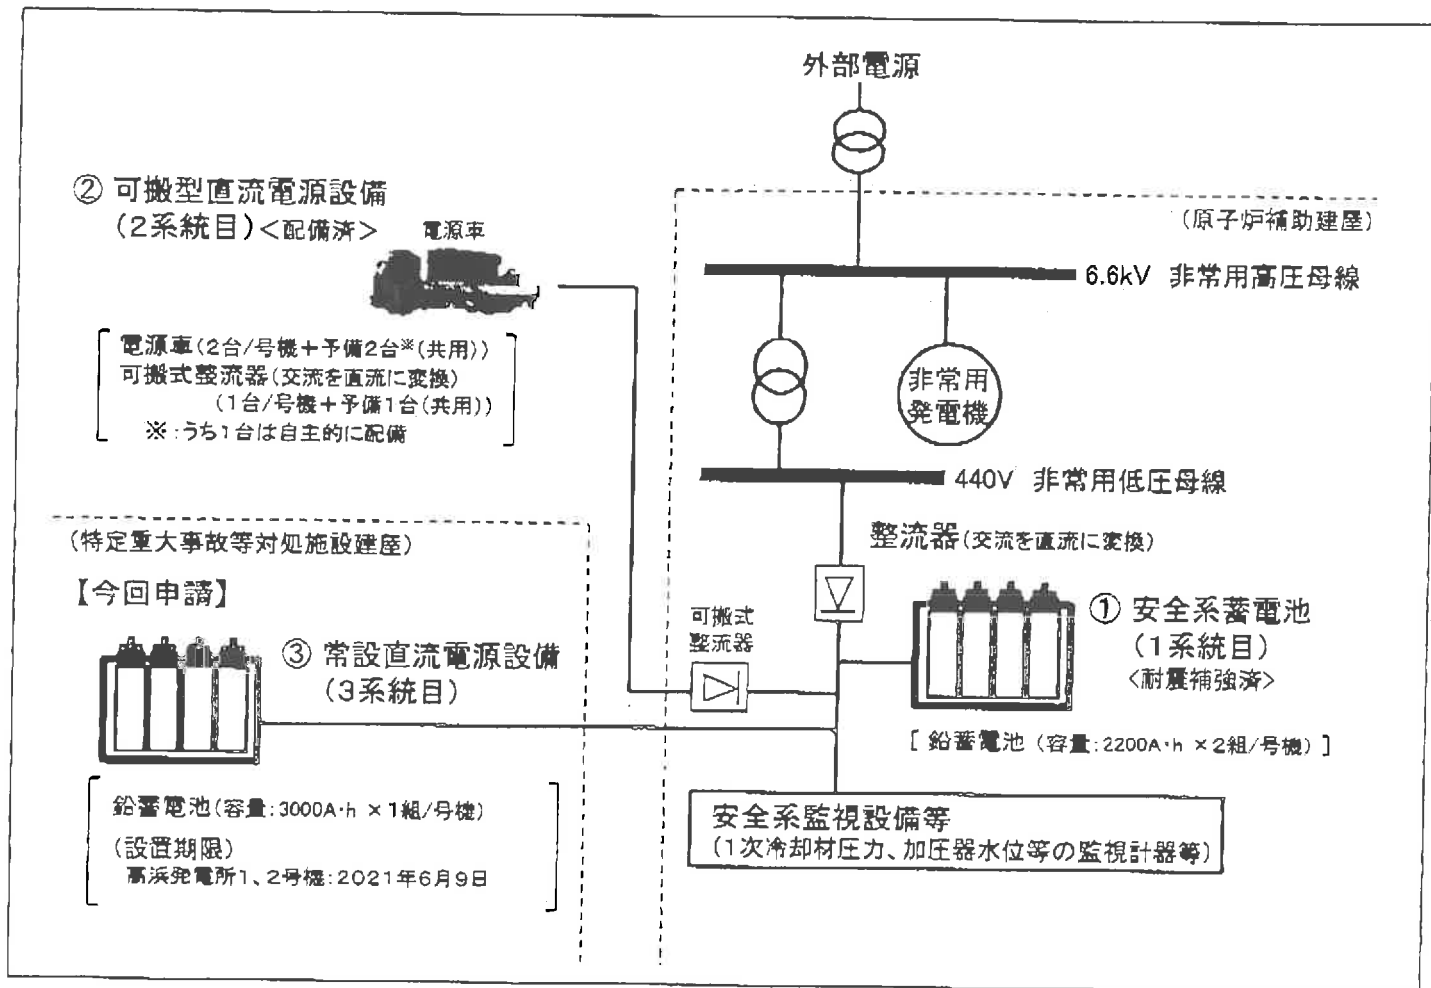 外部電源
② 可搬型直流電源設備
(2系統目)<配備済>
電源車
(原子炉補助建屋)
6.6kV 非常用高圧母線
電源車(2台/号機+予備2台※(共用))
可搬式整流器(交流を直流に変換)
(1台/号機+予備1台(共用))
※:うち1台は自主的に配備
非常用
発電機
440V 非常用低圧母線
(特定重大事故等対処施設建屋)
【今回申請】
整流器(交流を直流に変換)
可搬式
整流器
① 安全系蓄電池
(1系統目)
<耐震補強済>
③ 常設直流電源設備
(3系統目)
[ 鉛蓄電池 (容量:2200A·h ×2組/号機) ]
鉛蓄電池(容量:3000A·h ×1組/号機)
(設置期限)
高浜発電所1、2号機:2021年6月9日
安全系監視設備等
(1次冷却材圧力、加圧器水位等の監視計器等)